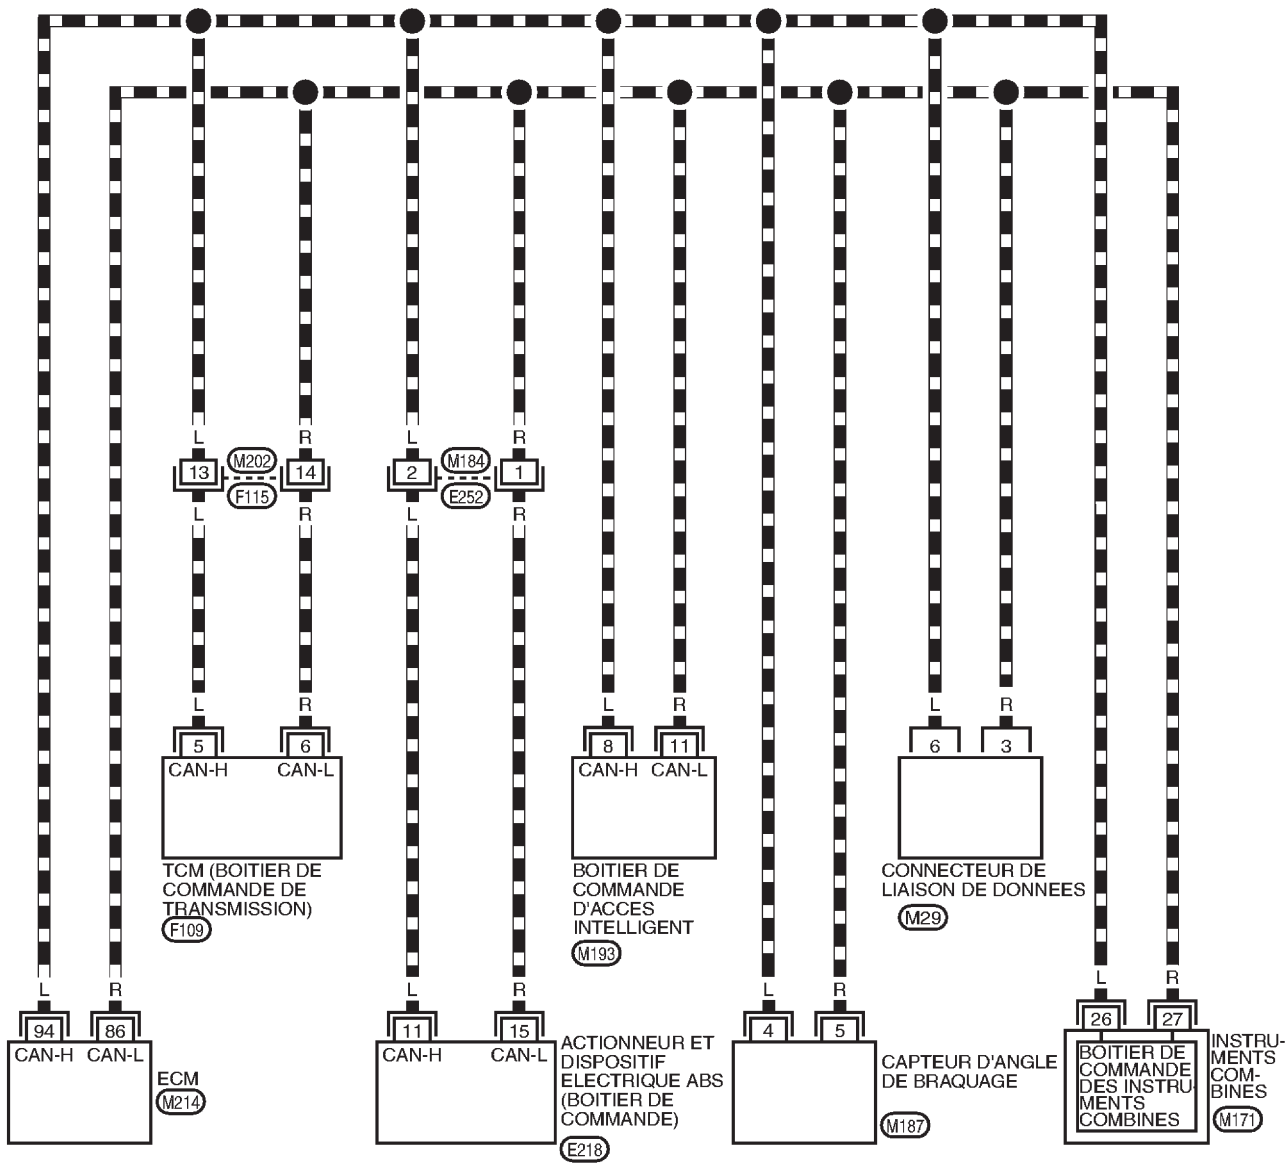 L R L R
13 M202 14 2 M184 1
F115 E252
L R L R
L R L R L R
5 6 8 11 6 3
CAN-H CAN-L CAN-H CAN-L
TCM (BOITIER DE
COMMANDE DE
TRANSMISSION)
F109
BOITIER DE
COMMANDE
D'ACCES
INTELLIGENT
M193
CONNECTEUR DE
LIAISON DE DONNEES
M29
L R L R L R L R
94 86 11 15 4 5 26 27
CAN-H CAN-L CAN-H CAN-L
ECM
M214
ACTIONNEUR ET
DISPOSITIF
ELECTRIQUE ABS
(BOITIER DE
COMMANDE)
E218
CAPTEUR D'ANGLE
DE BRAQUAGE
M187
BOITIER DE
COMMANDE
DES INSTRU-
MENTS
COMBINES
INSTRU-
MENTS
COM-
BINES
M171